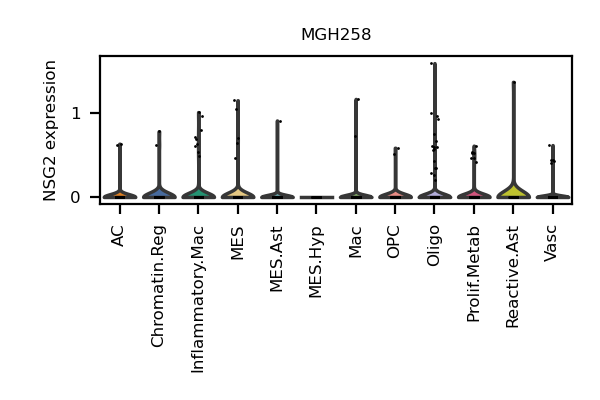 MGH258
NSG2 expression
1
0
AC
Chromatin.Reg
Inflammatory.Mac
MES
MES.Ast
MES.Hyp
Mac
OPC
Oligo
Prolif.Metab
Reactive.Ast
Vasc